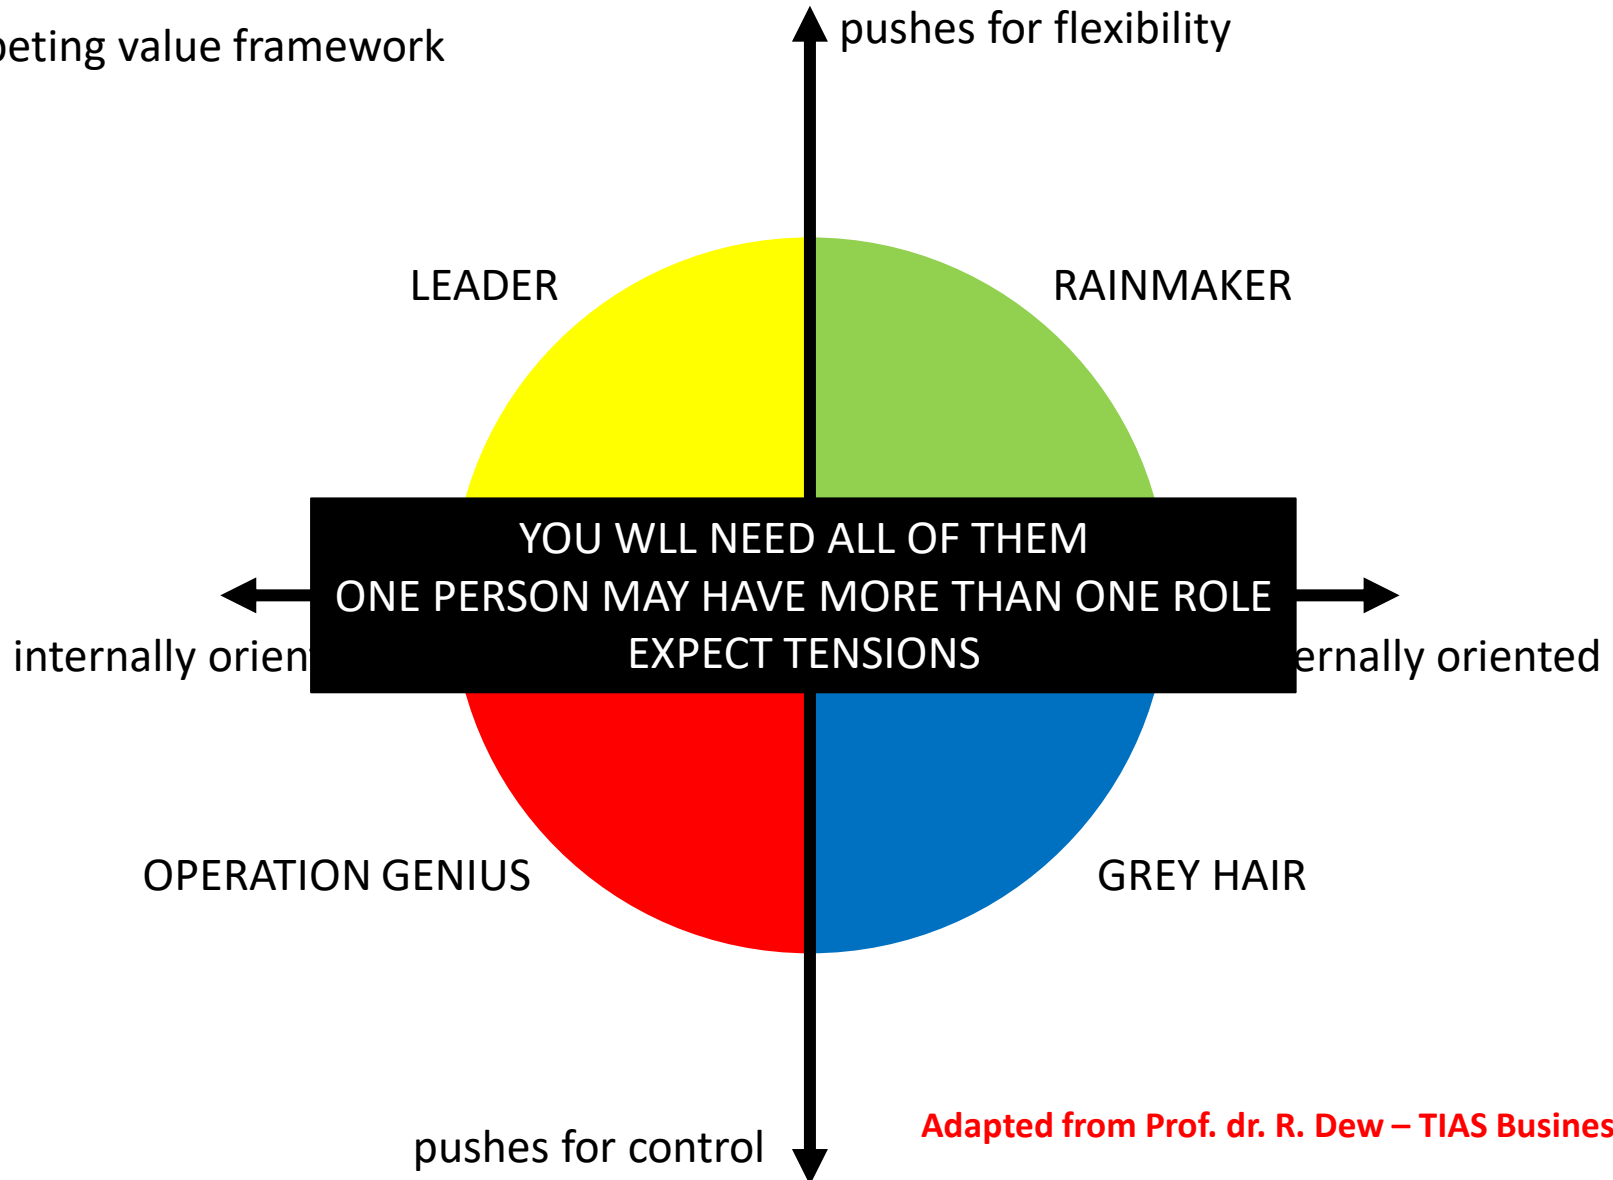 peting value framework
pushes for flexibility
LEADER
RAINMAKER
YOU WLL NEED ALL OF THEM
ONE PERSON MAY HAVE MORE THAN ONE ROLE
EXPECT TENSIONS
internally orien
ernally oriented
OPERATION GENIUS
GREY HAIR
pushes for control
Adapted from Prof. dr. R. Dew – TIAS Busines